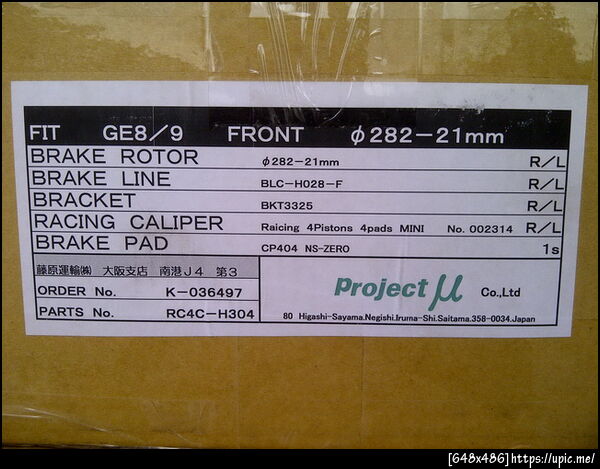 FIT GE8/9 FRONT φ282-21mm
BRAKE ROTOR φ282-21mm R/L
BRAKE LINE BLC-H028-F R/L
BRACKET BKT3325 R/L
RACING CALIPER Raicing 4Pistons 4pads MINI No. 002314 R/L
BRAKE PAD CP404 NS-ZERO 1s
藤原運輸㈱ 大阪支店 南港J4 第3
ORDER No. K-036497
PARTS No. RC4C-H304
Project μ Co.,Ltd
80 Higashi-Sayama.Negishi.Iruma-Shi.Saitama.358-0034.Japan
[648x486]https://upic.me/